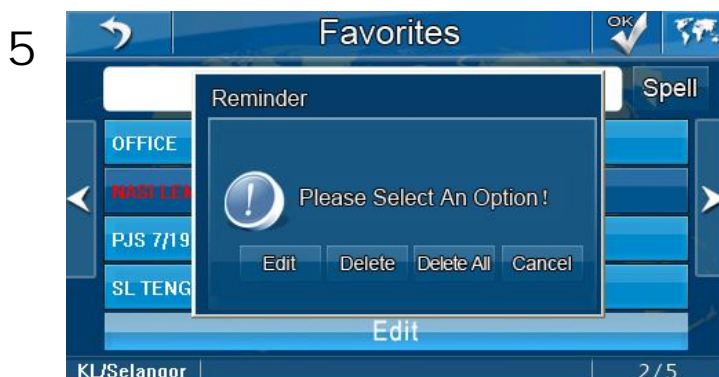 5
Favorites
OK
Spell
Reminder
OFFICE
NASI
Please Select An Option !
PJS 7/19
Edit Delete Delete All Cancel
SL TENG
Edit
KL/Selangor 2/5